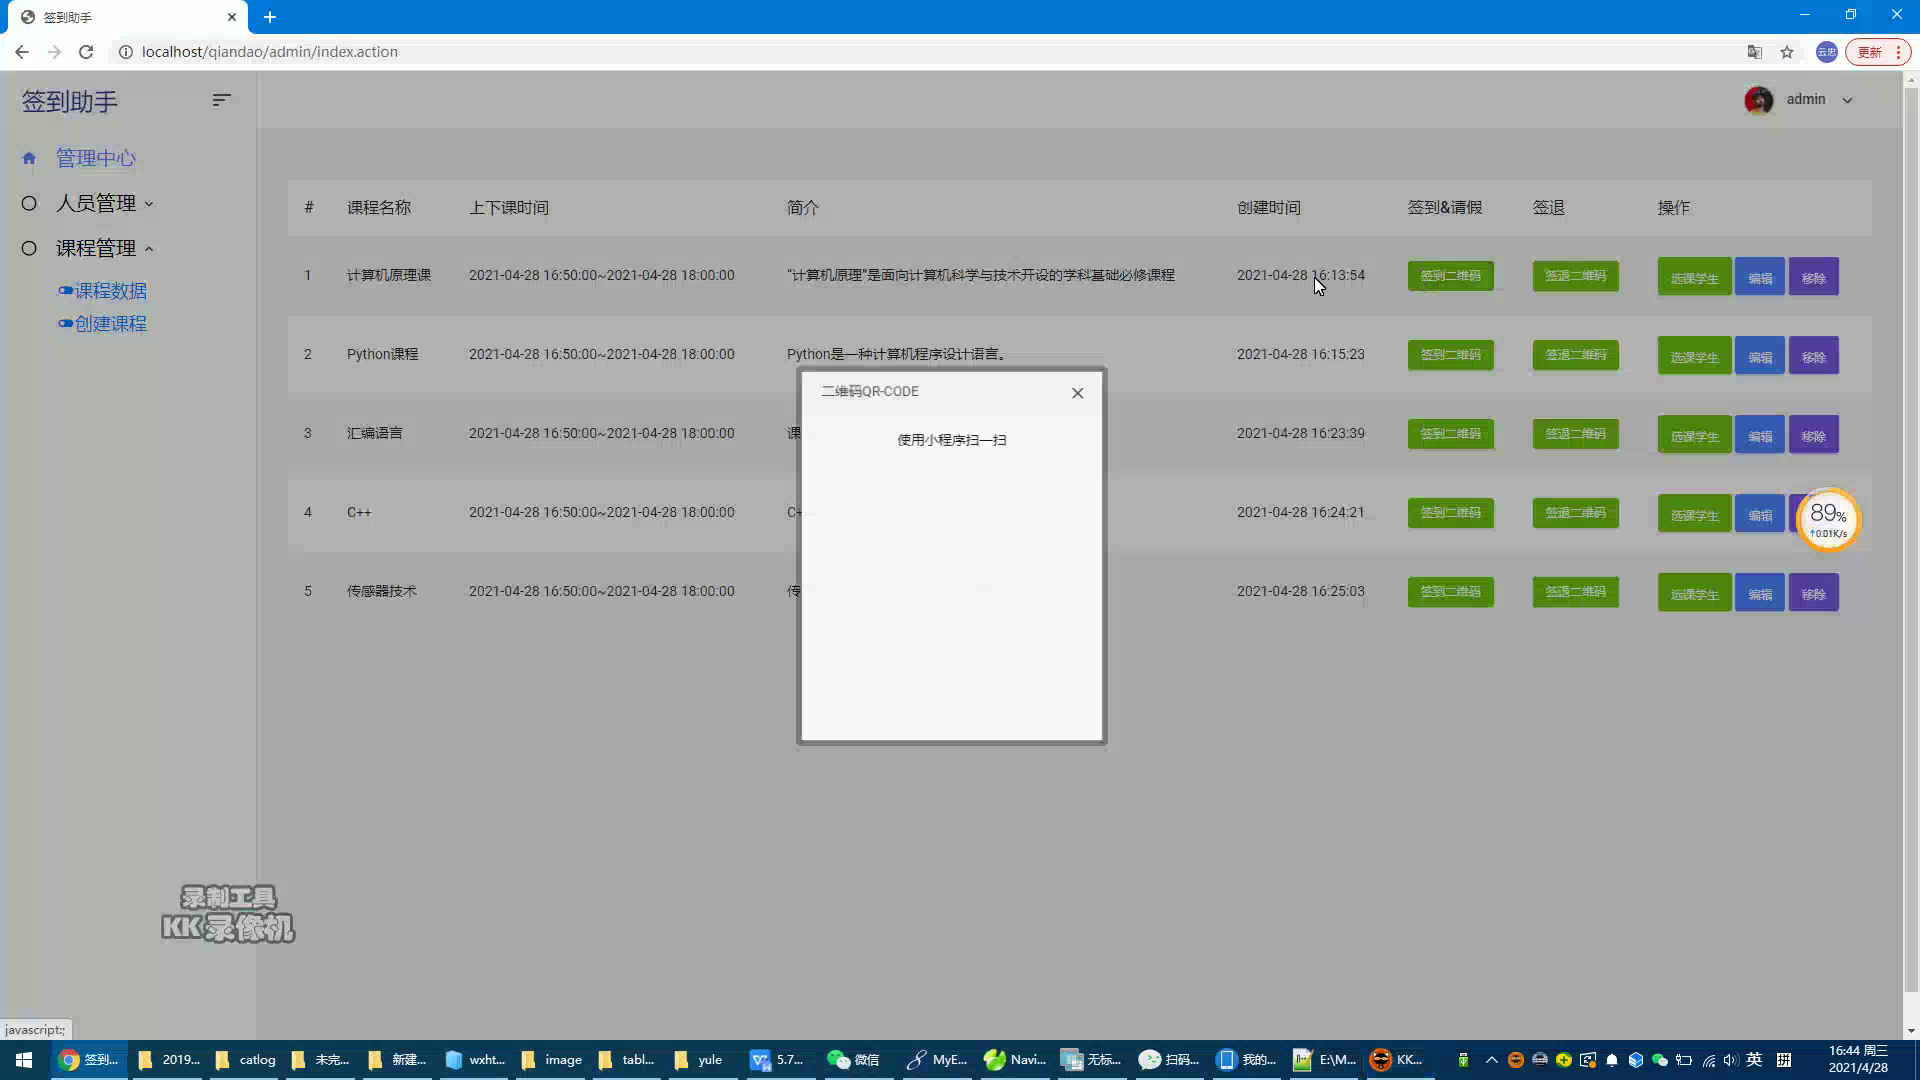 签到助手
localhost/qiandao/admin/index.action
云忠
更新
签到助手
admin
管理中心
人员管理
课程管理
课程数据
创建课程
# 课程名称 上下课时间 简介 创建时间 签到&请假 签退 操作
1 计算机原理课 2021-04-28 16:50:00~2021-04-28 18:00:00 “计算机原理”是面向计算机科学与技术开设的学科基础必修课程 2021-04-28 16:13:54 签到二维码 签退二维码 选课学生 编辑 移除
2 Python课程 2021-04-28 16:50:00~2021-04-28 18:00:00 Python是一种计算机程序设计语言。 2021-04-28 16:15:23 签到二维码 签退二维码 选课学生 编辑 移除
二维码QR-CODE
使用小程序扫一扫
3 汇编语言 2021-04-28 16:50:00~2021-04-28 18:00:00 课 2021-04-28 16:23:39 签到二维码 签退二维码 选课学生 编辑 移除
4 C++ 2021-04-28 16:50:00~2021-04-28 18:00:00 C+ 2021-04-28 16:24:21 签到二维码 签退二维码 选课学生 编辑
89%
↑0.01K/s
5 传感器技术 2021-04-28 16:50:00~2021-04-28 18:00:00 传 2021-04-28 16:25:03 签到二维码 签退二维码 选课学生 编辑 移除
录制工具
KK录像机
javascript:;
签到... 2019... catlog 未完... 新建... wxht... image tabl... yule 5.7... 微信 MyE... Navi... 无标... 扫码... 我的... E:\M... KK... 英 拼 16:44 周三
2021/4/28